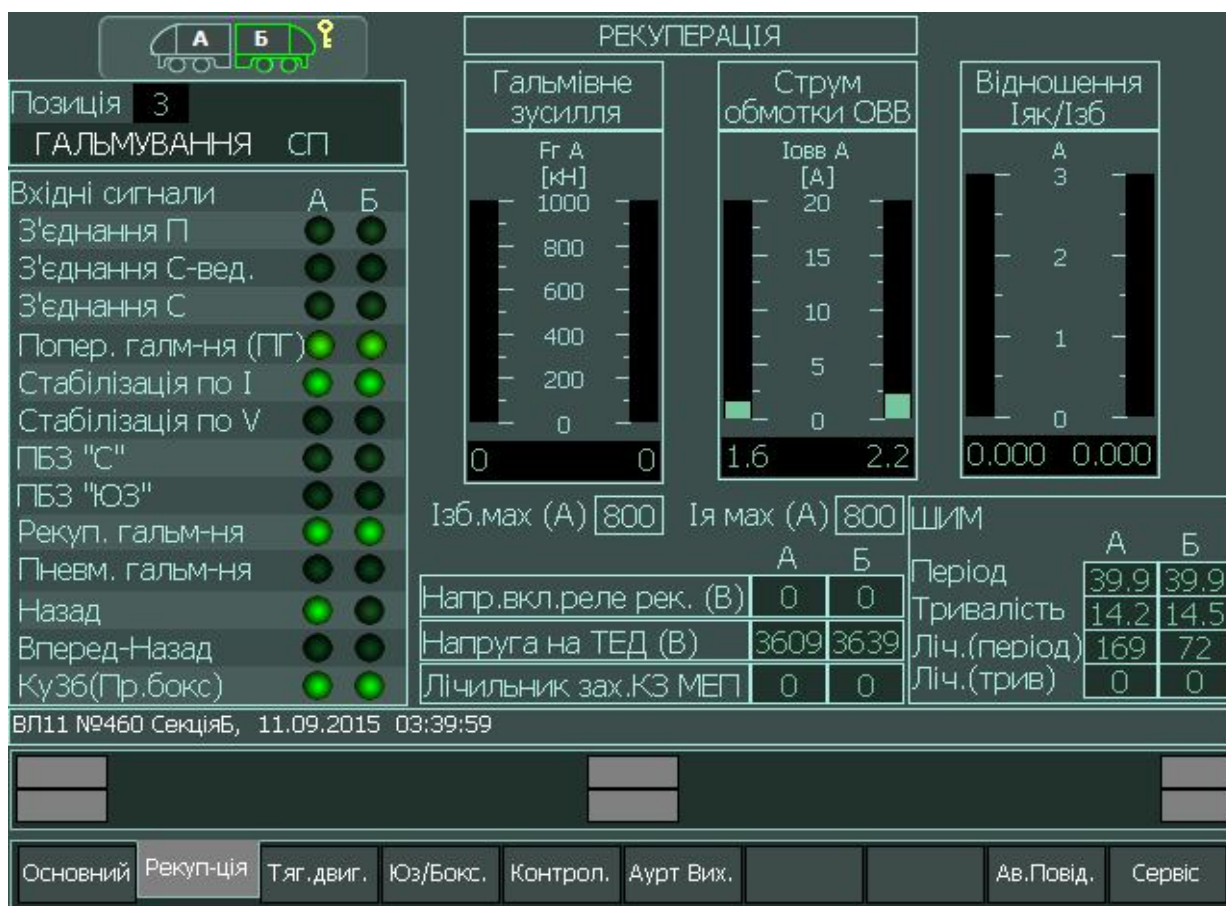 А Б
РЕКУПЕРАЦІЯ
Позиція 3
ГАЛЬМУВАННЯ СП
Вхідні сигнали А Б
З'єднання П
З'єднання С-вед.
З'єднання С
Попер. галм-ня (ПГ)
Стабілізація по І
Стабілізація по V
ПБЗ "С"
ПБЗ "ЮЗ"
Рекуп. гальм-ня
Пневм. гальм-ня
Назад
Вперед-Назад
Ку36(Пр.бокс)
Гальмівне
зусилля
Fг А
[кН]
1000
800
600
400
200
0
0 0
Струм
обмотки ОВВ
Iовв А
[А]
20
15
10
5
0
1.6 2.2
Відношення
Іяк/Ізб
А
3
2
1
0
0.000 0.000
Ізб.мах (А) 800 Ія мах (А) 800
А Б
Напр.вкл.реле рек. (В) 0 0
Напруга на ТЕД (В) 3609 3639
Лічильник зах.КЗ МЕП 0 0
ШИМ
А Б
Період 39.9 39.9
Тривалість 14.2 14.5
Ліч.(період) 169 72
Ліч.(трив) 0 0
ВЛ11 №460 СекціяБ, 11.09.2015 03:39:59
Основний Рекуп-ція Тяг.двиг. Юз/Бокс. Контрол. Аурт Вих. Ав.Повід. Сервіс